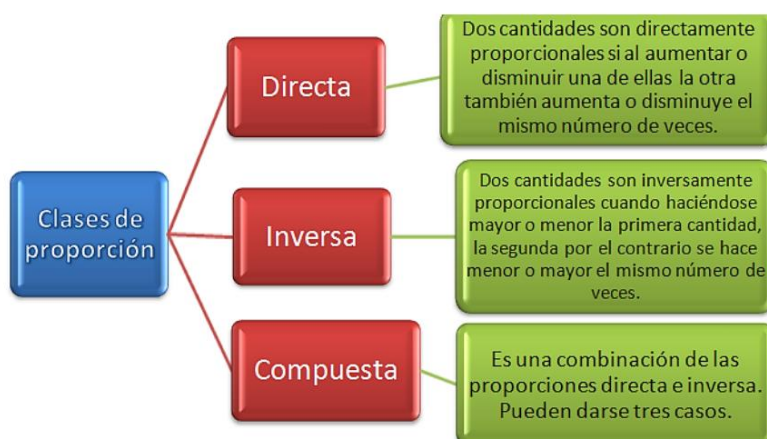 Clases de
proporción
Directa
Dos cantidades son directamente
proporcionales si al aumentar o
disminuir una de ellas la otra
también aumenta o disminuye el
mismo número de veces.
Inversa
Dos cantidades son inversamente
proporcionales cuando haciéndose
mayor o menor la primera cantidad,
la segunda por el contrario se hace
menor o mayor el mismo número de
veces.
Compuesta
Es una combinación de las
proporciones directa e inversa.
Pueden darse tres casos.